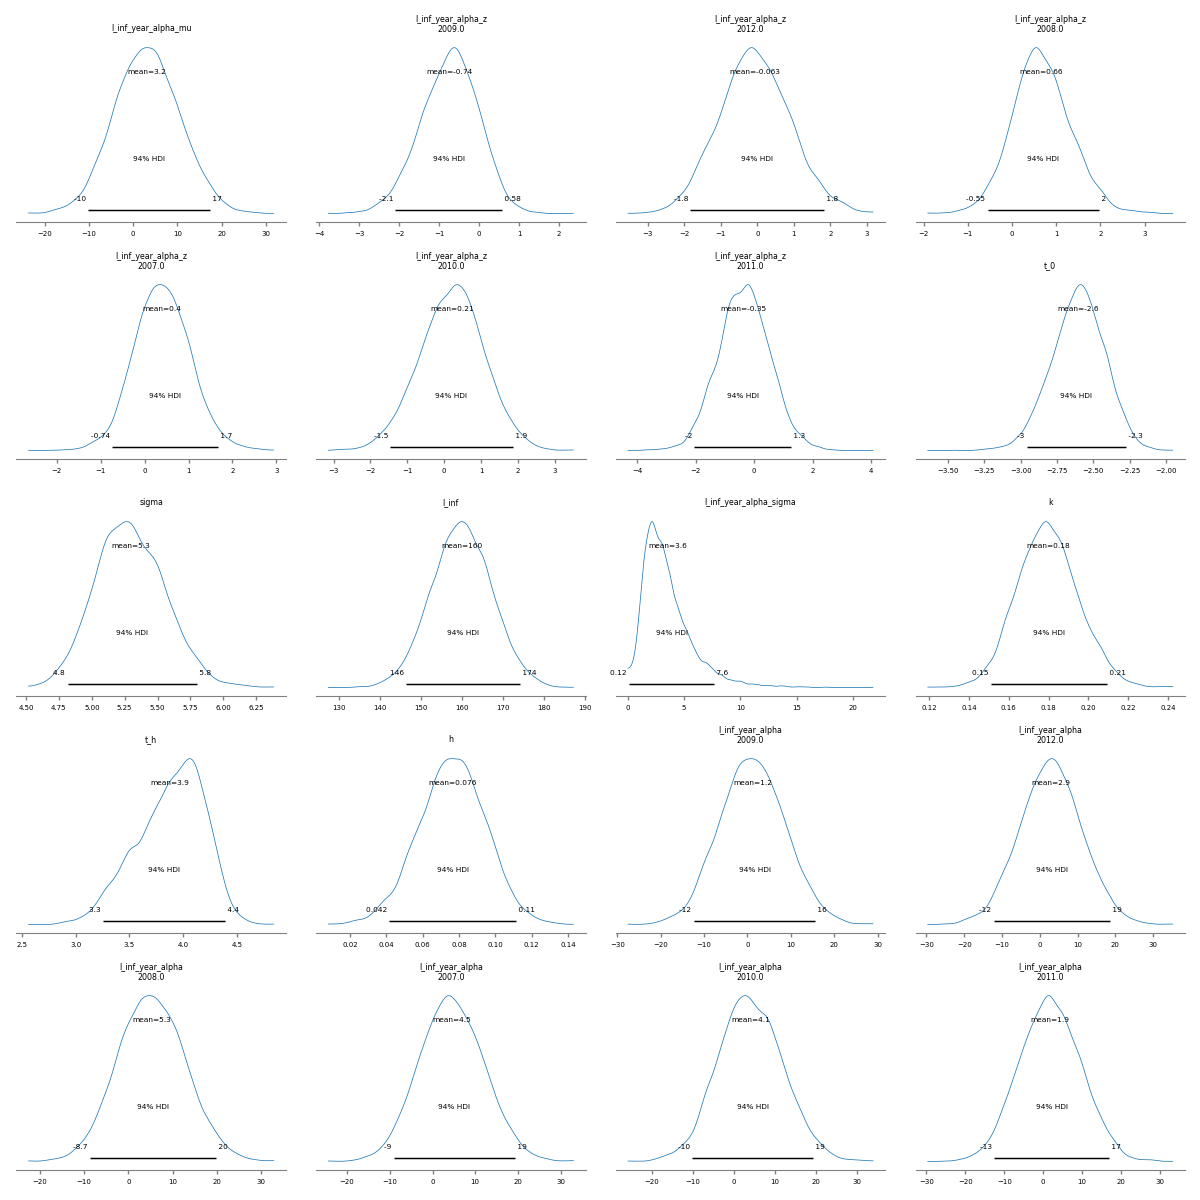 l_inf_year_alpha_mu
mean=3.2
94% HDI
-10 17
−20 −10 0 10 20 30
l_inf_year_alpha_z
2009.0
mean=-0.74
94% HDI
-2.1 0.58
−4 −3 −2 −1 0 1 2
l_inf_year_alpha_z
2012.0
mean=-0.063
94% HDI
-1.8 1.8
−3 −2 −1 0 1 2 3
l_inf_year_alpha_z
2008.0
mean=0.66
94% HDI
-0.55 2
−2 −1 0 1 2 3
l_inf_year_alpha_z
2007.0
mean=0.4
94% HDI
-0.74 1.7
−2 −1 0 1 2 3
l_inf_year_alpha_z
2010.0
mean=0.21
94% HDI
-1.5 1.9
−3 −2 −1 0 1 2 3
l_inf_year_alpha_z
2011.0
mean=-0.35
94% HDI
-2 1.3
−4 −2 0 2 4
t_0
mean=-2.6
94% HDI
-3 -2.3
−3.50 −3.25 −3.00 −2.75 −2.50 −2.25 −2.00
sigma
mean=5.3
94% HDI
4.8 5.8
4.50 4.75 5.00 5.25 5.50 5.75 6.00 6.25
l_inf
mean=160
94% HDI
146 174
130 140 150 160 170 180 190
l_inf_year_alpha_sigma
mean=3.6
94% HDI
0.12 7.6
0 5 10 15 20
k
mean=0.18
94% HDI
0.15 0.21
0.12 0.14 0.16 0.18 0.20 0.22 0.24
t_h
mean=3.9
94% HDI
3.3 4.4
2.5 3.0 3.5 4.0 4.5
h
mean=0.076
94% HDI
0.042 0.11
0.02 0.04 0.06 0.08 0.10 0.12 0.14
l_inf_year_alpha
2009.0
mean=1.2
94% HDI
-12 16
−30 −20 −10 0 10 20 30
l_inf_year_alpha
2012.0
mean=2.9
94% HDI
-12 19
−30 −20 −10 0 10 20 30
l_inf_year_alpha
2008.0
mean=5.3
94% HDI
-8.7 20
−20 −10 0 10 20 30
l_inf_year_alpha
2007.0
mean=4.5
94% HDI
-9 19
−20 −10 0 10 20 30
l_inf_year_alpha
2010.0
mean=4.1
94% HDI
-10 19
−20 −10 0 10 20 30
l_inf_year_alpha
2011.0
mean=1.9
94% HDI
-13 17
−30 −20 −10 0 10 20 30